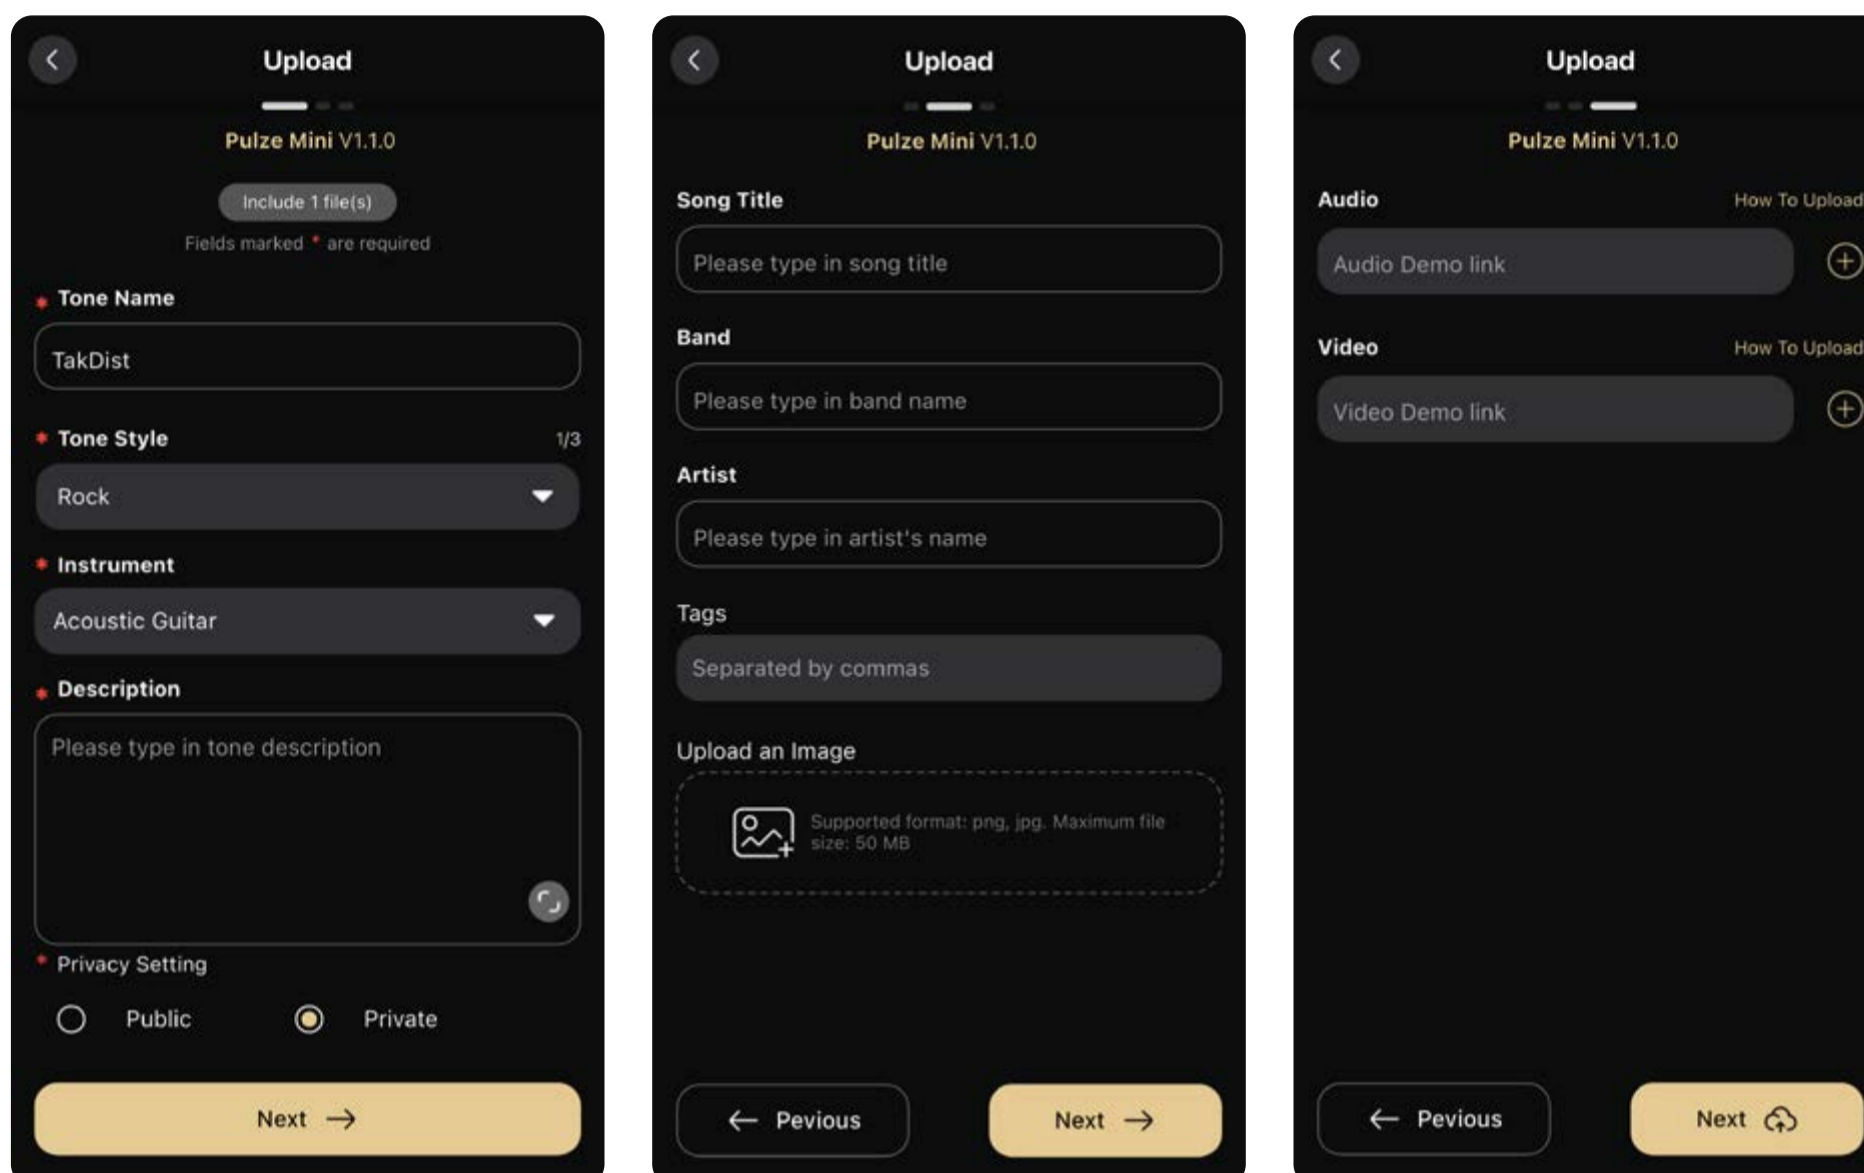 Upload
Pulze Mini V1.1.0
Include 1 file(s)
Fields marked * are required
* Tone Name
TakDist
* Tone Style 1/3
Rock
* Instrument
Acoustic Guitar
* Description
Please type in tone description
* Privacy Setting
Public Private
Next →
Upload
Pulze Mini V1.1.0
Song Title
Please type in song title
Band
Please type in band name
Artist
Please type in artist's name
Tags
Separated by commas
Upload an Image
Supported format: png, jpg. Maximum file
size: 50 MB
← Pevious Next →
Upload
Pulze Mini V1.1.0
Audio How To Upload
Audio Demo link
Video How To Upload
Video Demo link
← Pevious Next